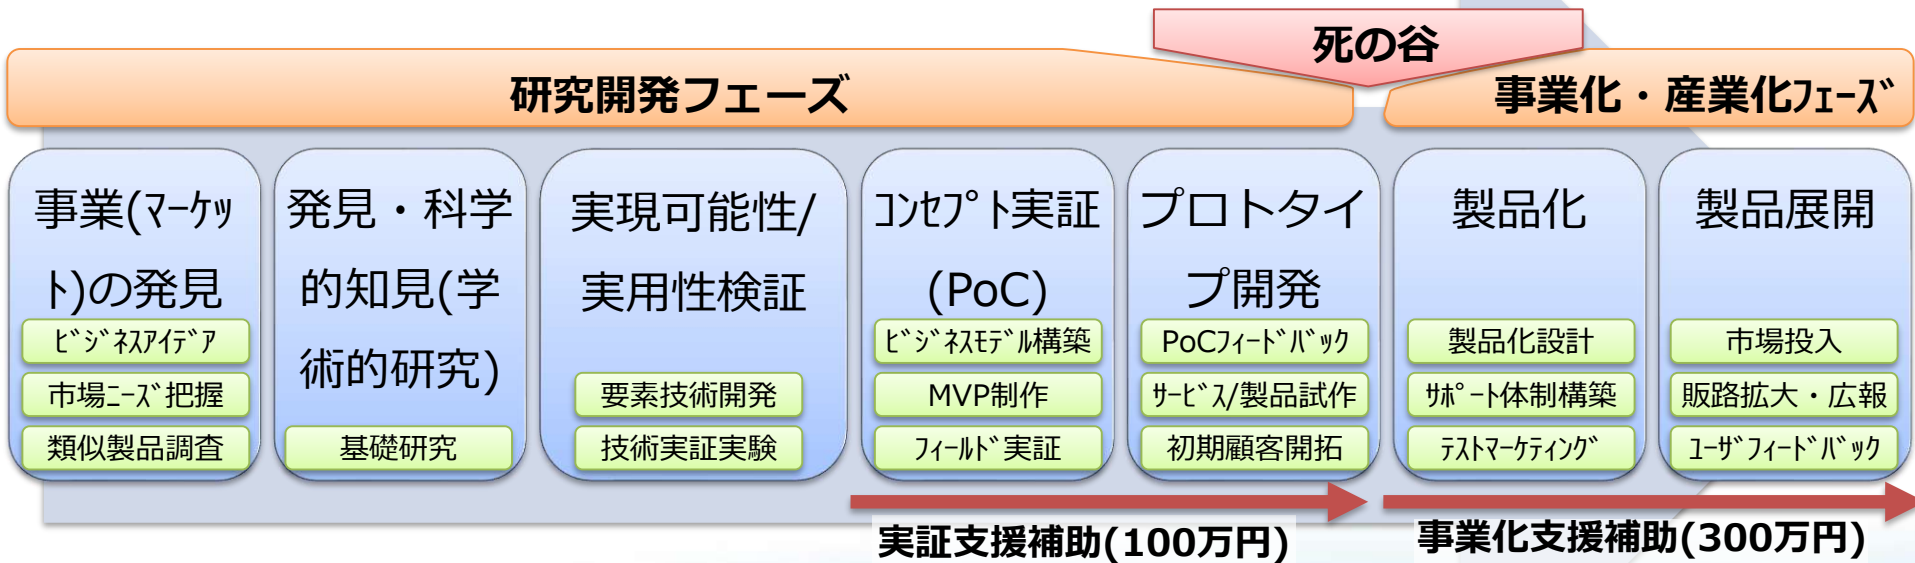 死の谷
研究開発フェーズ
事業化・産業化ﾌｪｰｽﾞ
事業(ﾏｰｹｯ
ﾄ)の発見
ﾋﾞｼﾞﾈｽｱｲﾃﾞｱ
市場ﾆｰｽﾞ把握
類似製品調査
発見・科学
的知見(学
術的研究)
基礎研究
実現可能性/
実用性検証
要素技術開発
技術実証実験
ｺﾝｾﾌﾟﾄ実証
(PoC)
ﾋﾞｼﾞﾈｽﾓﾃﾞﾙ構築
MVP制作
ﾌｨｰﾙﾄﾞ実証
プロトタイ
プ開発
PoCﾌｨｰﾄﾞﾊﾞｯｸ
ｻｰﾋﾞｽ/製品試作
初期顧客開拓
製品化
製品化設計
ｻﾎﾟｰﾄ体制構築
ﾃｽﾄﾏｰｹﾃｨﾝｸﾞ
製品展開
市場投入
販路拡大・広報
ﾕｰｻﾞﾌｨｰﾄﾞﾊﾞｯｸ
実証支援補助(100万円)
事業化支援補助(300万円)